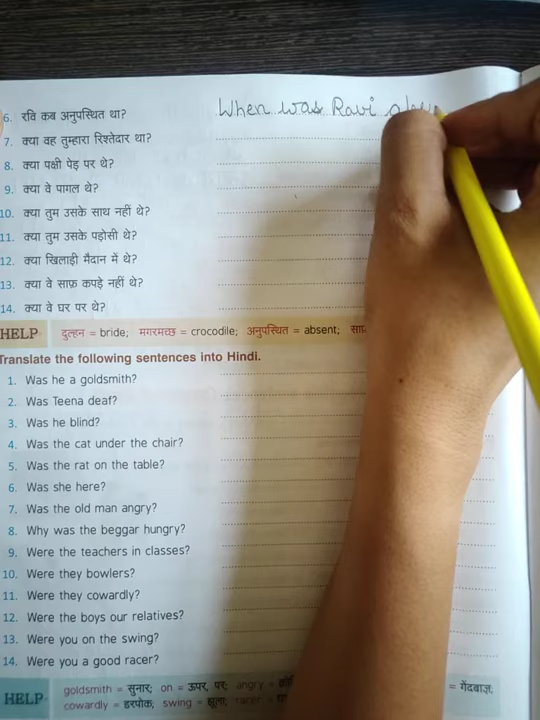 6. रवि कब अनुपस्थित था? When was Ravi
7. क्या वह तुम्हारा रिश्तेदार था?
8. क्या पक्षी पेड़ पर थे?
9. क्या वे पागल थे?
10. क्या तुम उसके साथ नहीं थे?
11. क्या तुम उसके पड़ोसी थे?
12. क्या खिलाड़ी मैदान में थे?
13. क्या वे साफ़ कपड़े नहीं थे?
14. क्या वे घर पर थे?
HELP दुल्हन = bride; मगरमच्छ = crocodile; अनुपस्थित = absent;
Translate the following sentences into Hindi.
1. Was he a goldsmith?
2. Was Teena deaf?
3. Was he blind?
4. Was the cat under the chair?
5. Was the rat on the table?
6. Was she here?
7. Was the old man angry?
8. Why was the beggar hungry?
9. Were the teachers in classes?
10. Were they bowlers?
11. Were they cowardly?
12. Were the boys our relatives?
13. Were you on the swing?
14. Were you a good racer?
HELP goldsmith = सुनार; on = ऊपर, पर; angry = = गेंदबाज़;
cowardly = डरपोक; swing = झूला; racer =